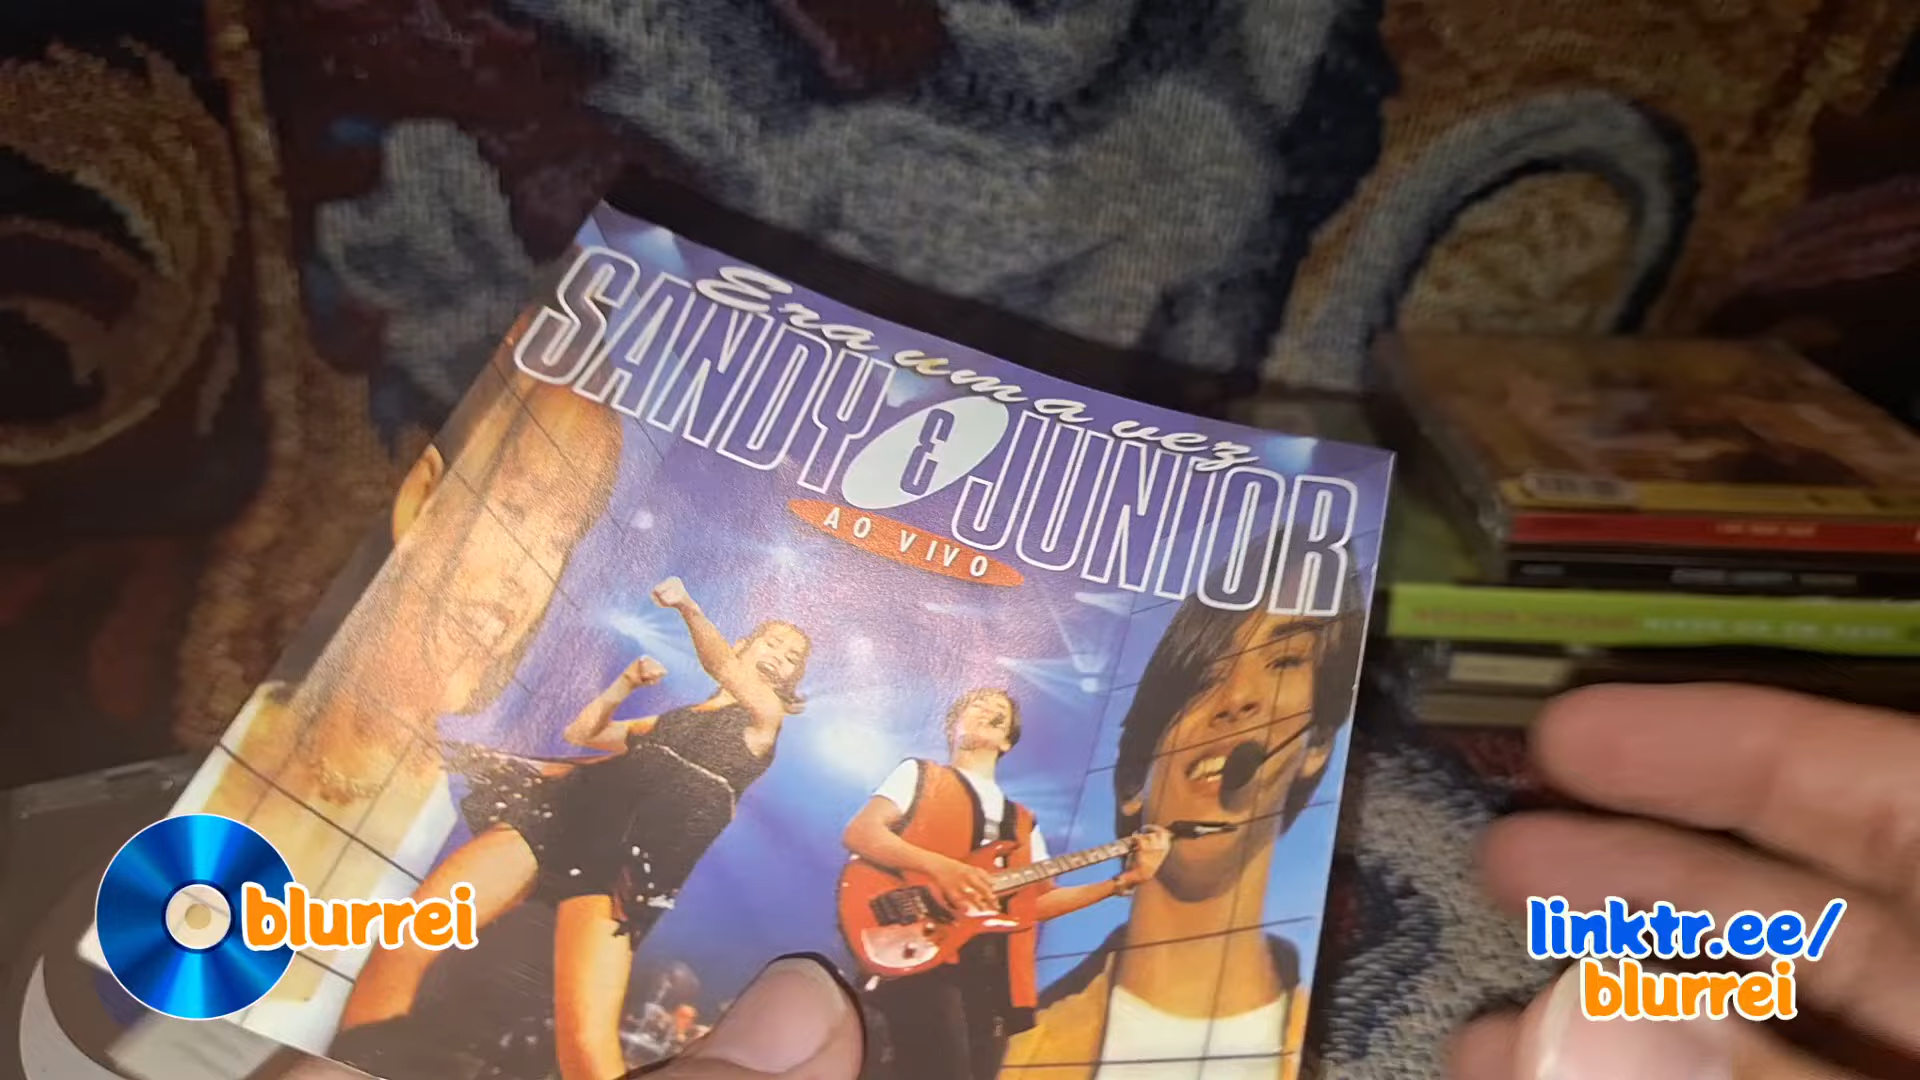 Era uma vez
SANDY & JUNIOR
AO VIVO
blurrei
linktr.ee/
blurrei